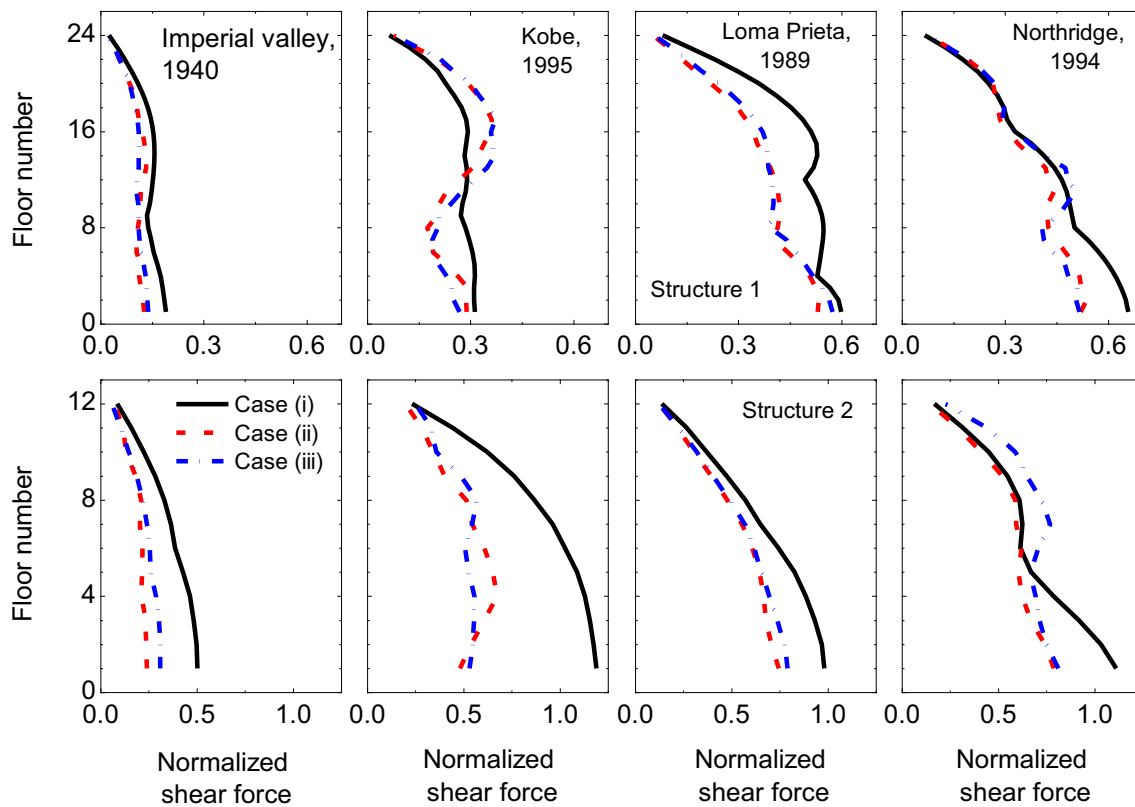 24
16
8
0
Floor number
Imperial valley,
1940
Kobe,
1995
Loma Prieta,
1989
Northridge,
1994
Structure 1
0.0 0.3 0.6
0.0 0.3 0.6
0.0 0.3 0.6
0.0 0.3 0.6
12
8
4
0
Floor number
Case (i)
Case (ii)
Case (iii)
Structure 2
0.0 0.5 1.0
0.0 0.5 1.0
0.0 0.5 1.0
0.0 0.5 1.0
Normalized
shear force
Normalized
shear force
Normalized
shear force
Normalized
shear force